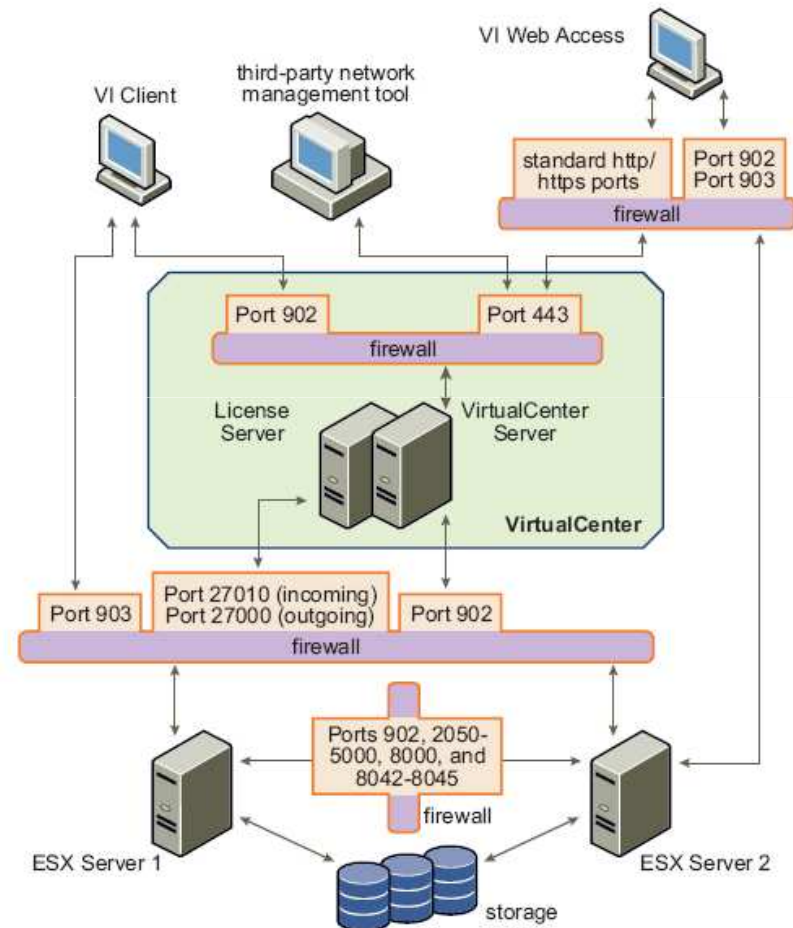 VI Web Access
third-party network
management tool
VI Client
standard http/
https ports
Port 902
Port 903
firewall
Port 902
Port 443
firewall
License
Server
VirtualCenter
Server
VirtualCenter
Port 903
Port 27010 (incoming)
Port 27000 (outgoing)
Port 902
firewall
Ports 902, 2050-
5000, 8000, and
8042-8045
firewall
ESX Server 1
ESX Server 2
storage